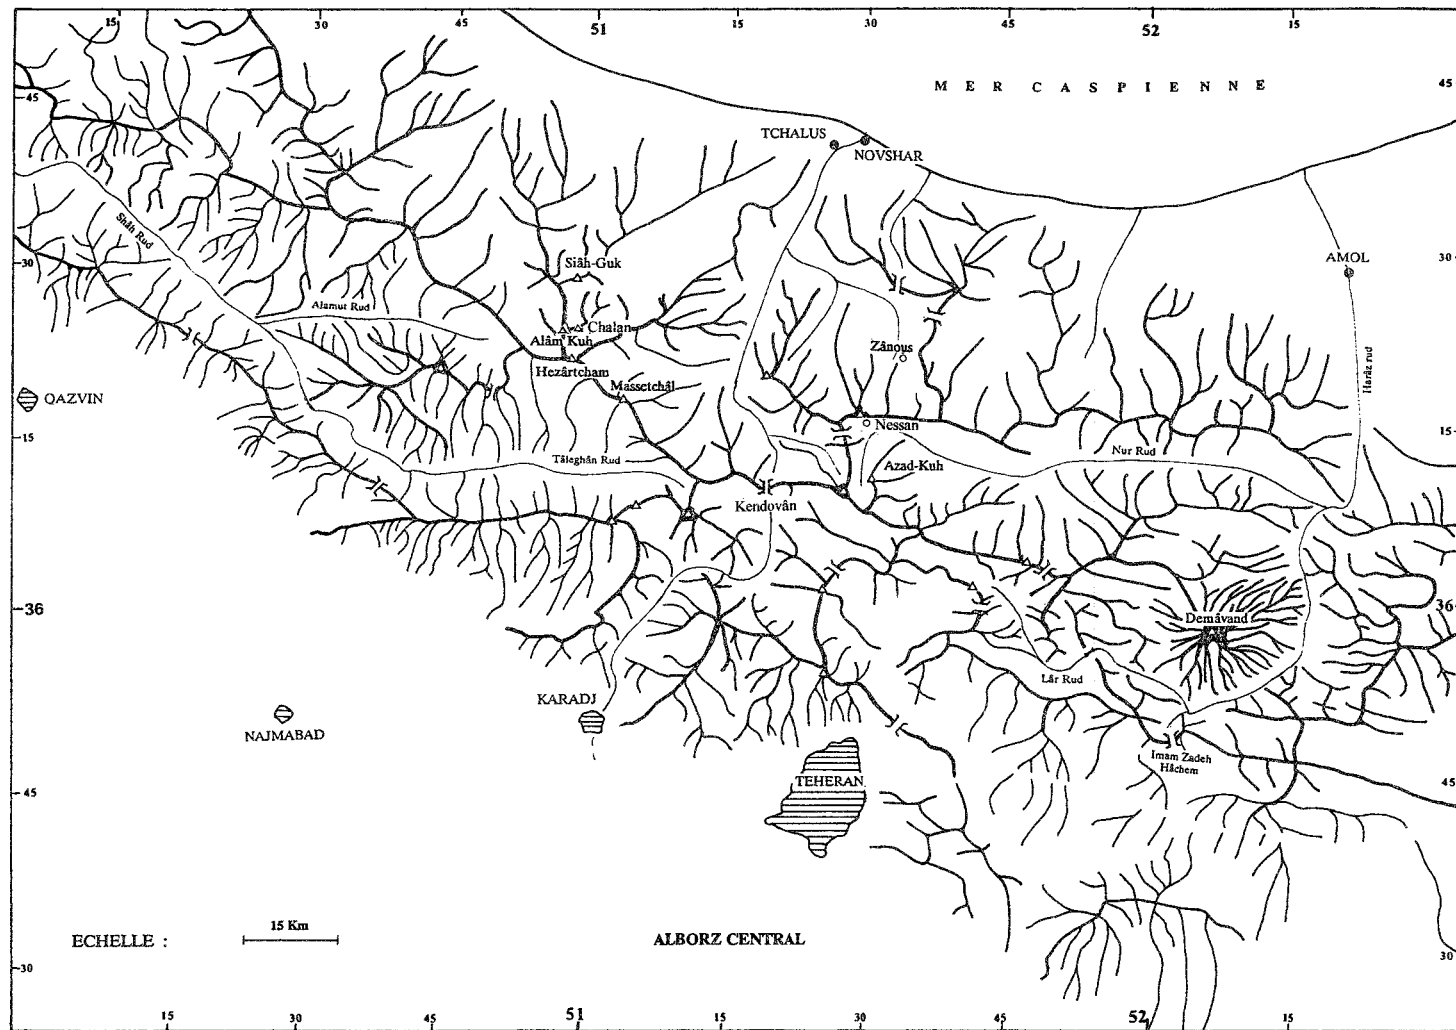 15 30 45 51 15 30 45 52 15
MER CASPIENNE
45 45
TCHALUS
NOVSHAR
Shâh Rud
30 Siâh-Guk AMOL 30
Alamut Rud
Chalan
Alâm Kuh
Zânous
Hezârtcham
Massetchâl
Harâz rud
QAZVIN
Nessan
15 15
Tâleghân Rud
Nur Rud
Azad-Kuh
Kendovân
36 36
Demâvand
Lâr Rud
KARADJ
NAJMABAD
Imam Zadeh
Hâchem
TEHERAN
45 45
15 Km
ECHELLE :
ALBORZ CENTRAL
30 30
15 30 45 51 15 30 45 52 15